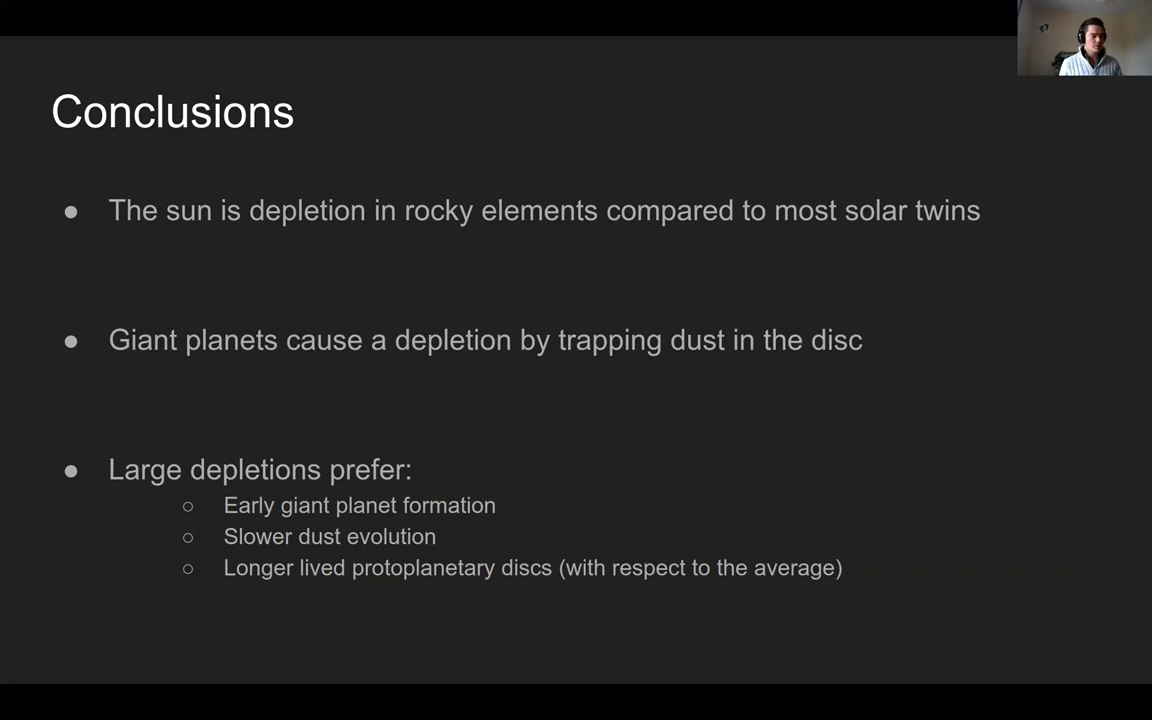 Conclusions
● The sun is depletion in rocky elements compared to most solar twins
● Giant planets cause a depletion by trapping dust in the disc
● Large depletions prefer:
○ Early giant planet formation
○ Slower dust evolution
○ Longer lived protoplanetary discs (with respect to the average)